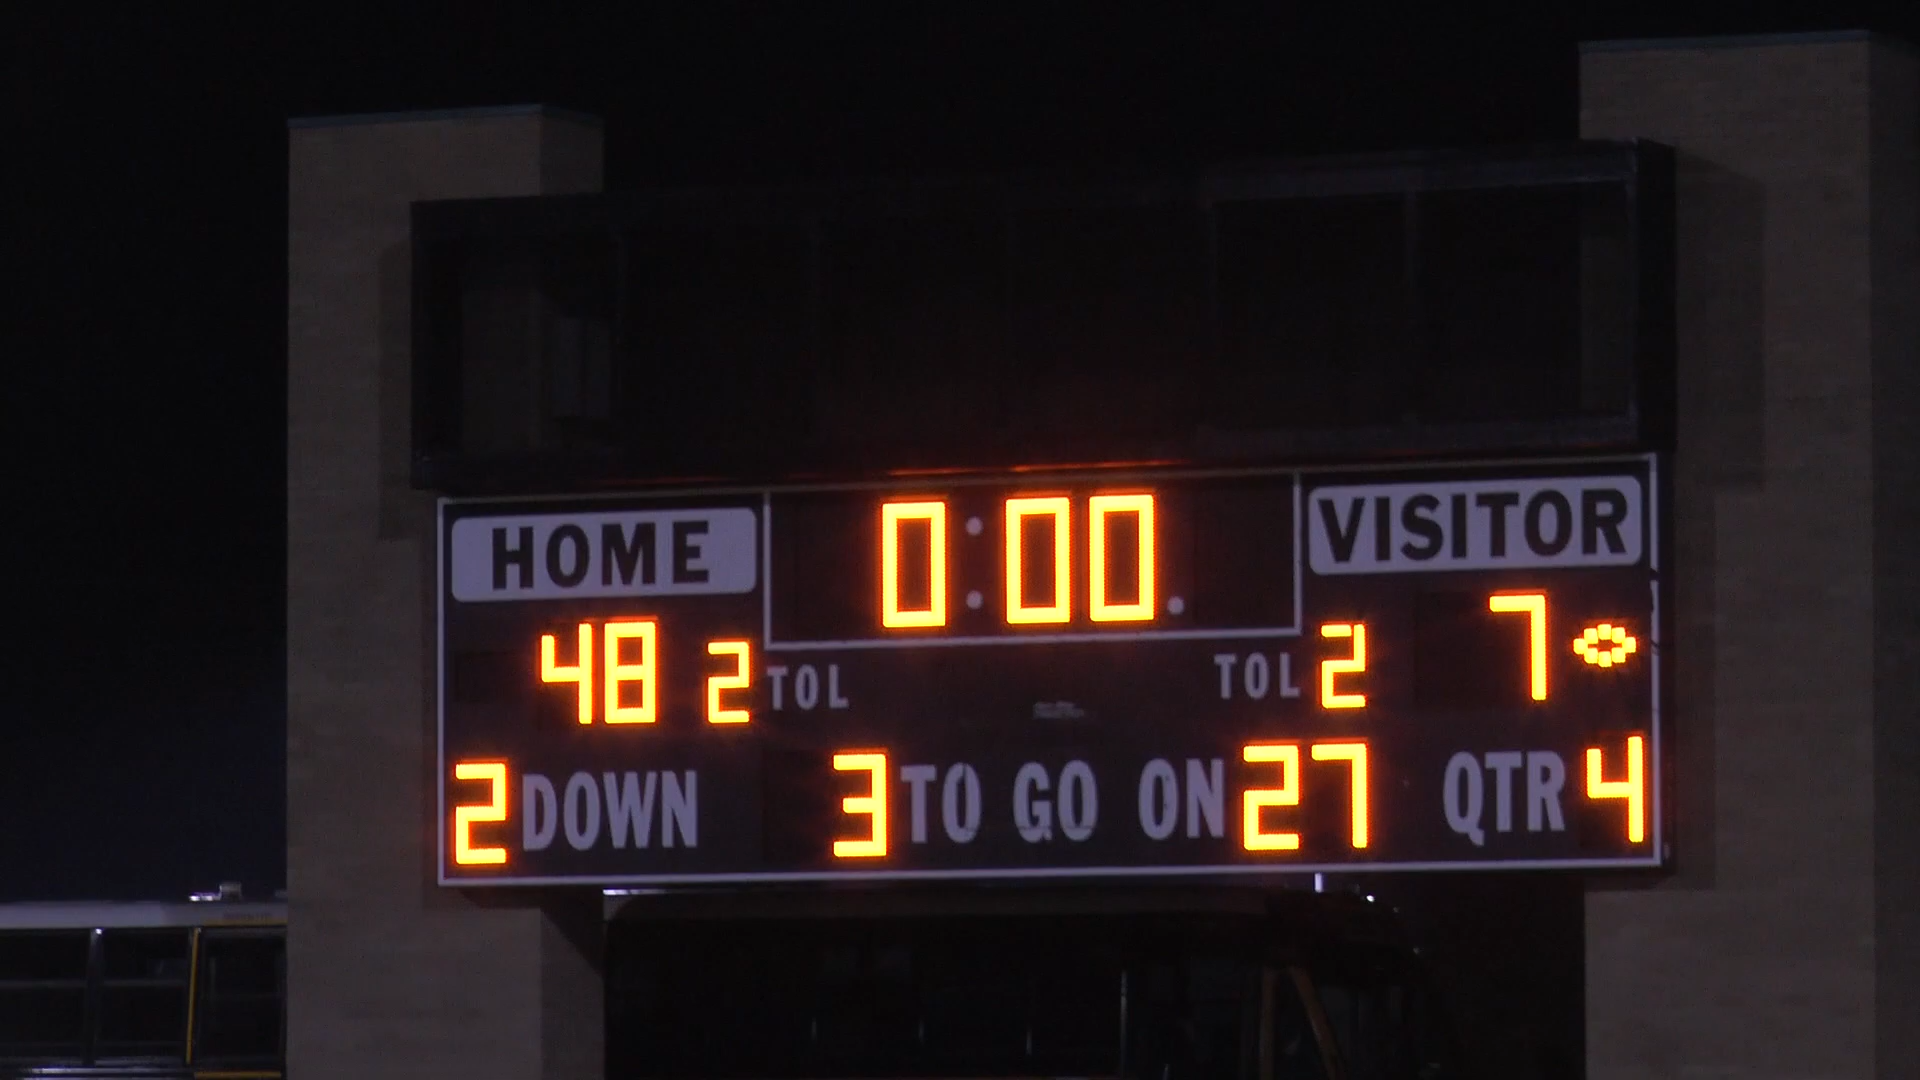 HOME 0:00. VISITOR
48 2 TOL TOL 2 7
2 DOWN 3 TO GO ON 27 QTR 4